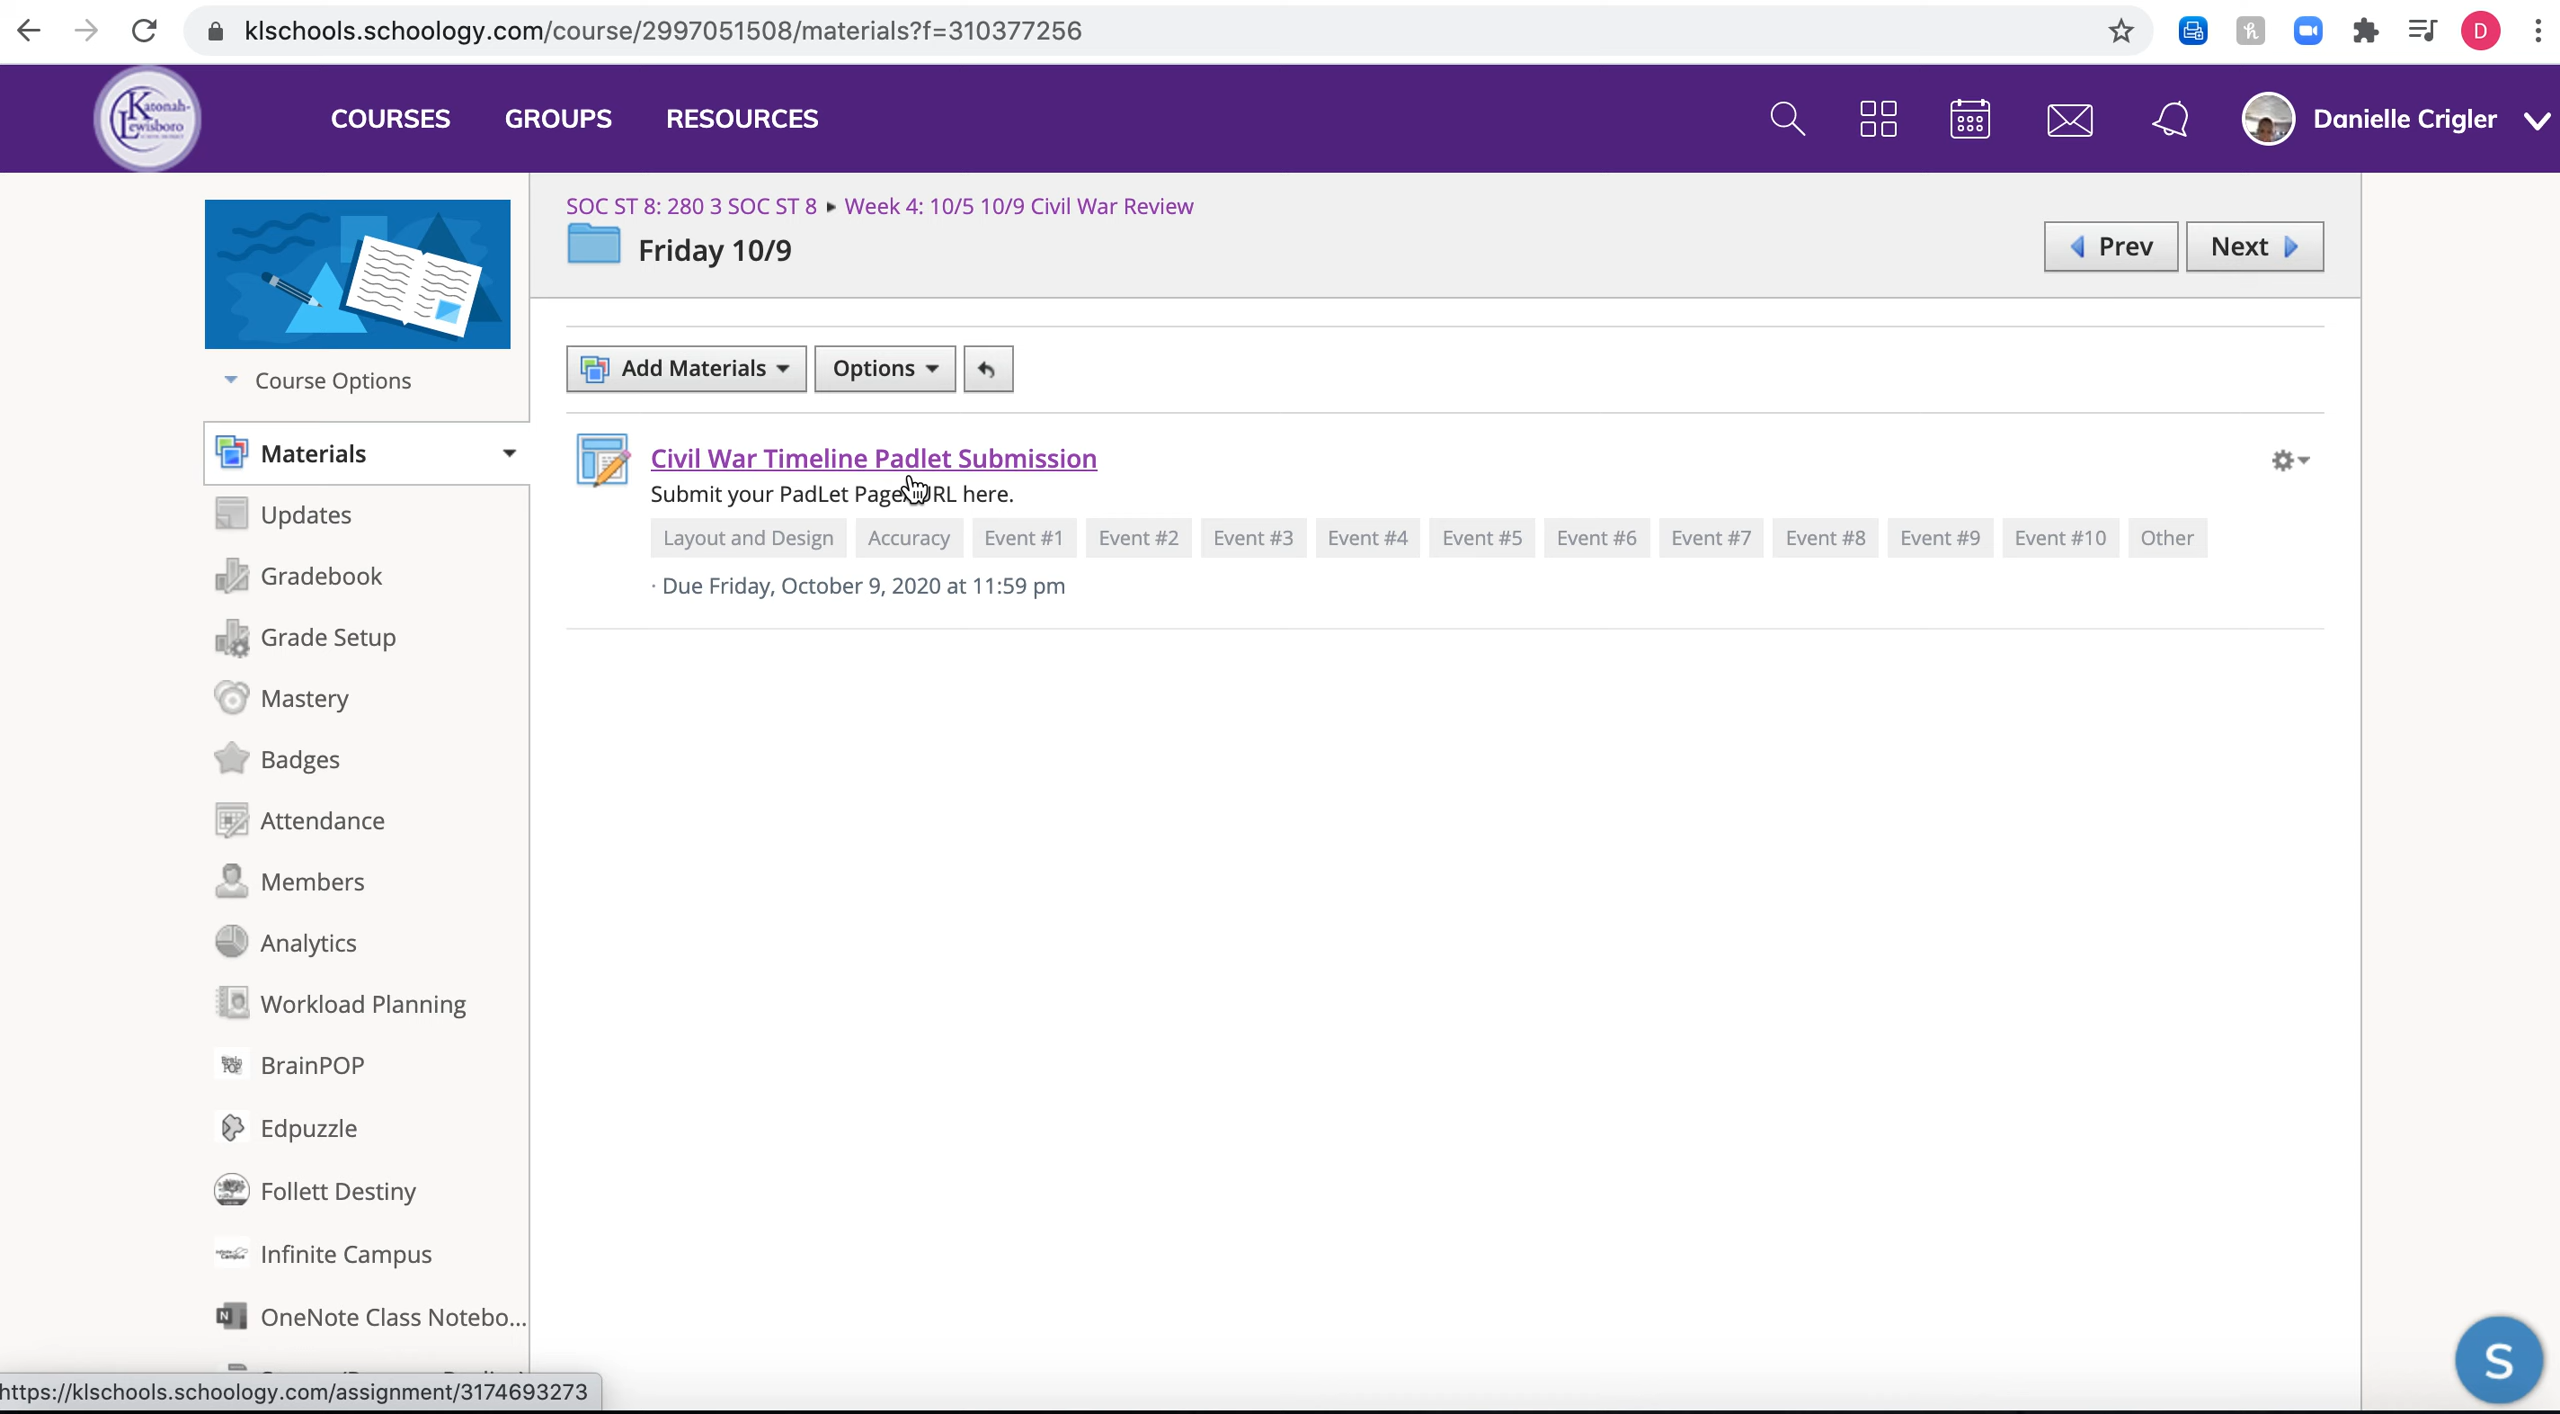 klschools.schoology.com/course/2997051508/materials?f=310377256
D
Katonah-
Lewisboro
COURSES GROUPS RESOURCES
Danielle Crigler
SOC ST 8: 280 3 SOC ST 8 ▸ Week 4: 10/5 10/9 Civil War Review
Friday 10/9
Prev Next
Course Options
Add Materials Options
Materials
Updates
Gradebook
Grade Setup
Mastery
Badges
Attendance
Members
Analytics
Workload Planning
BrainPOP
Edpuzzle
Follett Destiny
Infinite Campus
OneNote Class Notebo...
Civil War Timeline Padlet Submission
Submit your PadLet Page URL here.
Layout and Design Accuracy Event #1 Event #2 Event #3 Event #4 Event #5 Event #6 Event #7 Event #8 Event #9 Event #10 Other
· Due Friday, October 9, 2020 at 11:59 pm
S
https://klschools.schoology.com/assignment/3174693273